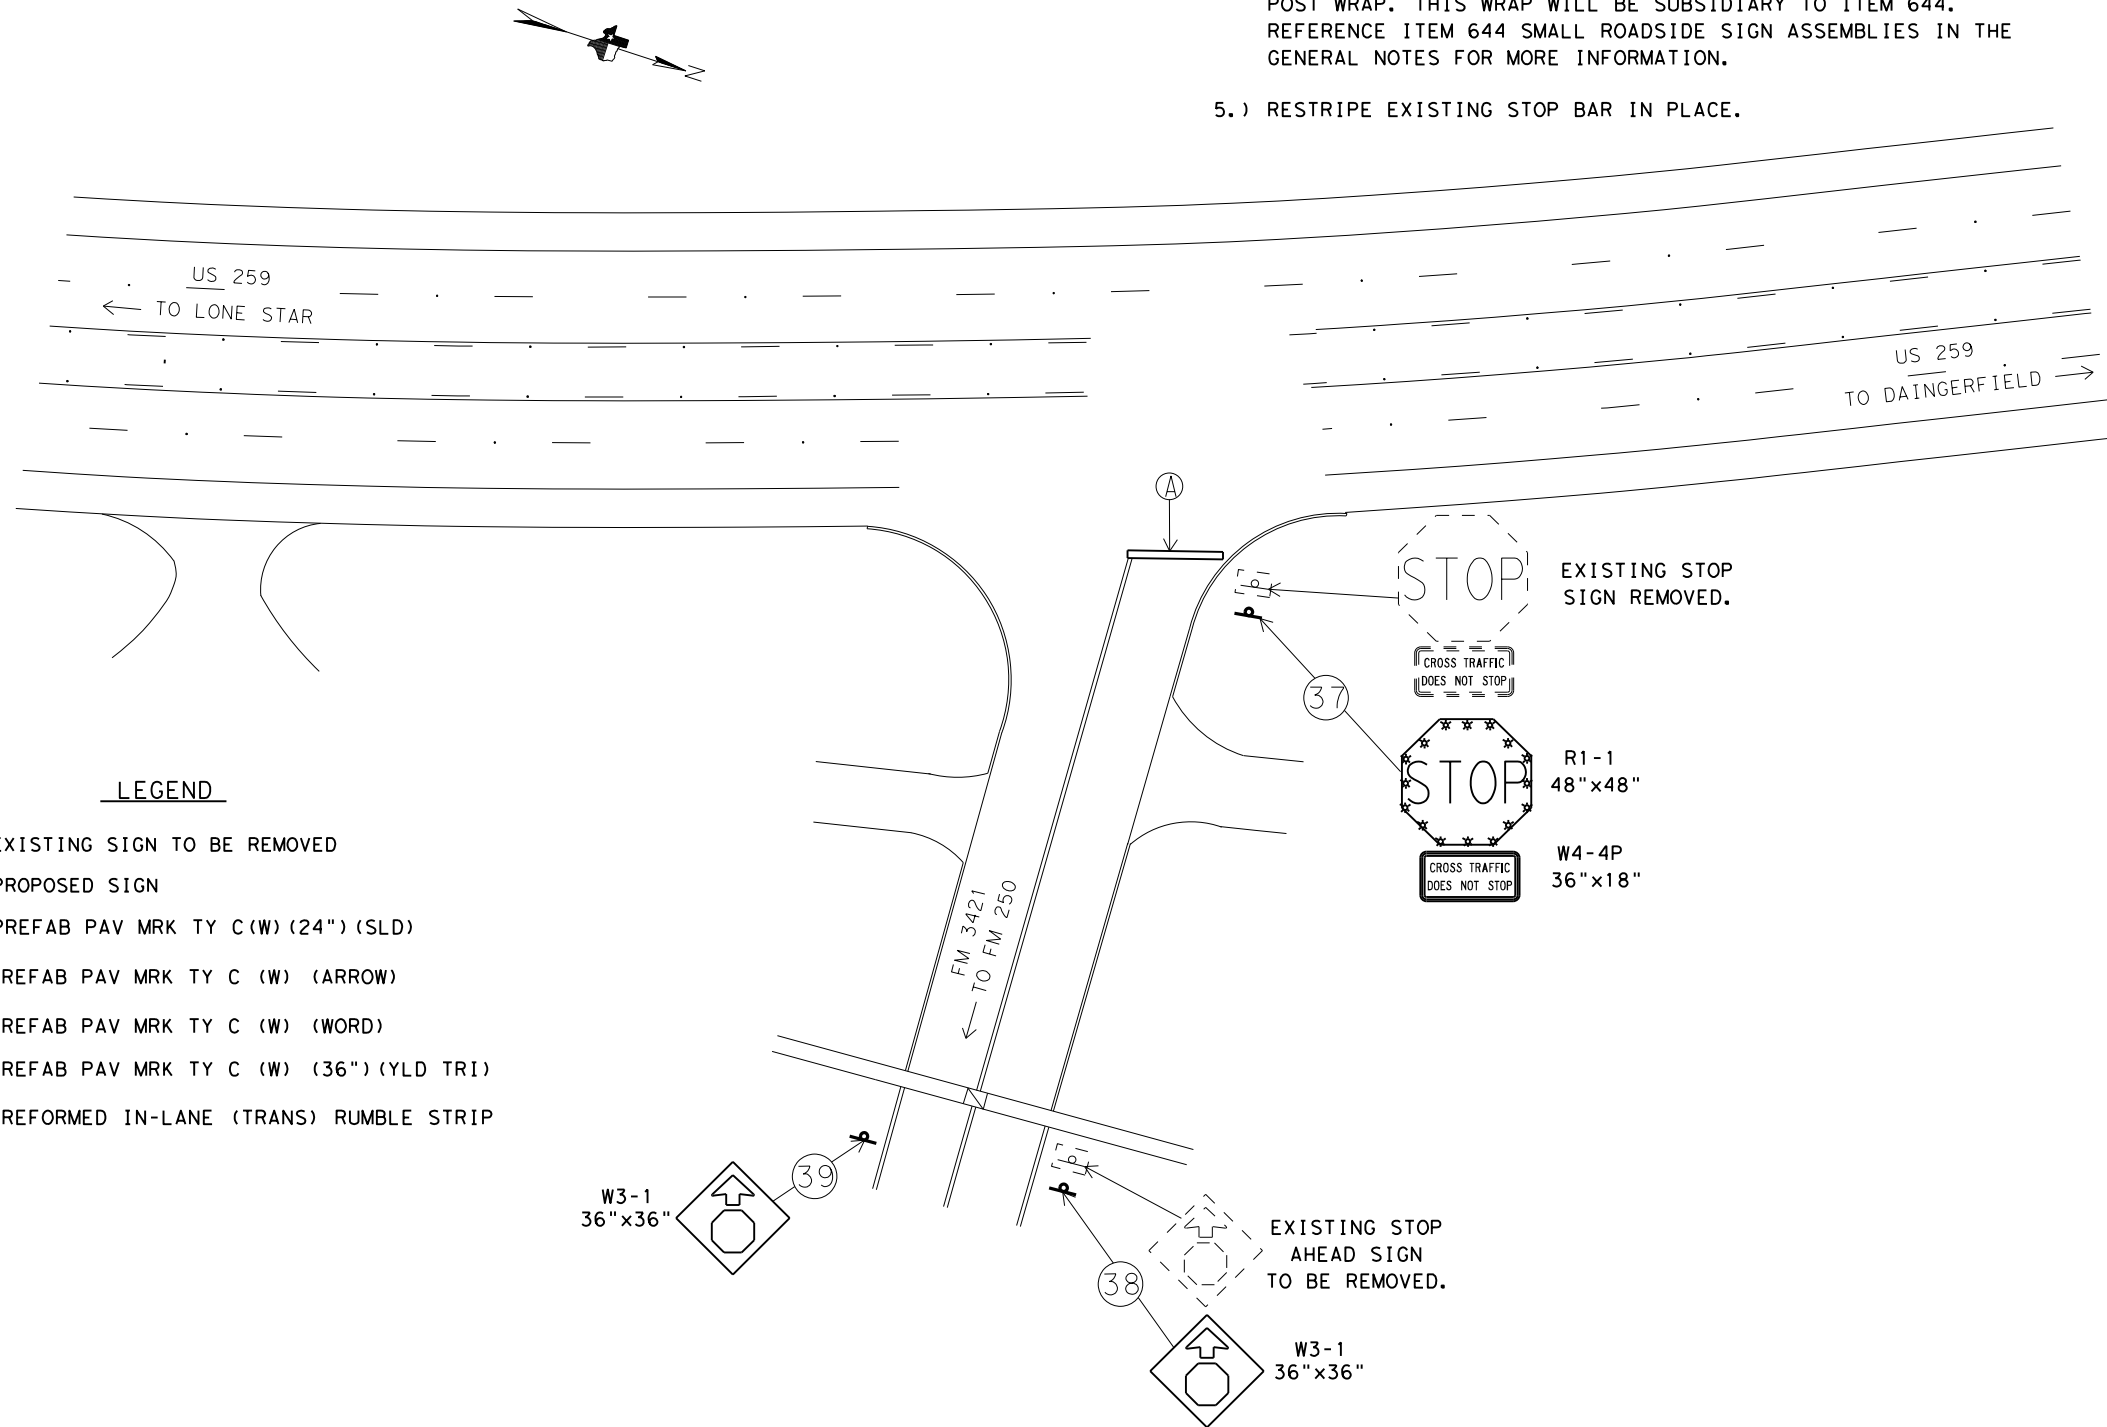 POST WRAP. THIS WRAP WILL BE SUBSIDIARY TO ITEM 644.
REFERENCE ITEM 644 SMALL ROADSIDE SIGN ASSEMBLIES IN THE
GENERAL NOTES FOR MORE INFORMATION.
5.) RESTRIPE EXISTING STOP BAR IN PLACE.
N
US 259
TO LONE STAR
US 259
TO DAINGERFIELD
A
STOP
EXISTING STOP
SIGN REMOVED.
CROSS TRAFFIC
DOES NOT STOP
37
STOP
R1-1
48"x48"
CROSS TRAFFIC
DOES NOT STOP
W4-4P
36"x18"
LEGEND
EXISTING SIGN TO BE REMOVED
PROPOSED SIGN
PREFAB PAV MRK TY C(W)(24")(SLD)
REFAB PAV MRK TY C (W) (ARROW)
REFAB PAV MRK TY C (W) (WORD)
REFAB PAV MRK TY C (W) (36")(YLD TRI)
REFORMED IN-LANE (TRANS) RUMBLE STRIP
FM 3421
TO FM 250
39
W3-1
36"x36"
EXISTING STOP
AHEAD SIGN
TO BE REMOVED.
38
W3-1
36"x36"